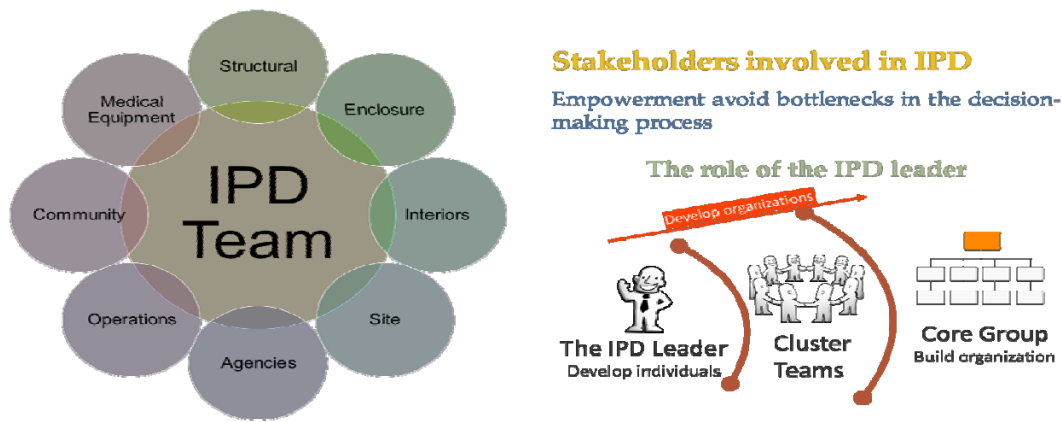 Structural
Enclosure
Interiors
Site
Agencies
Operations
Community
Medical
Equipment
IPD
Team
Stakeholders involved in IPD
Empowerment avoid bottlenecks in the decision-
making process
The role of the IPD leader
Develop organizations
The IPD Leader
Develop individuals
Cluster
Teams
Core Group
Build organization